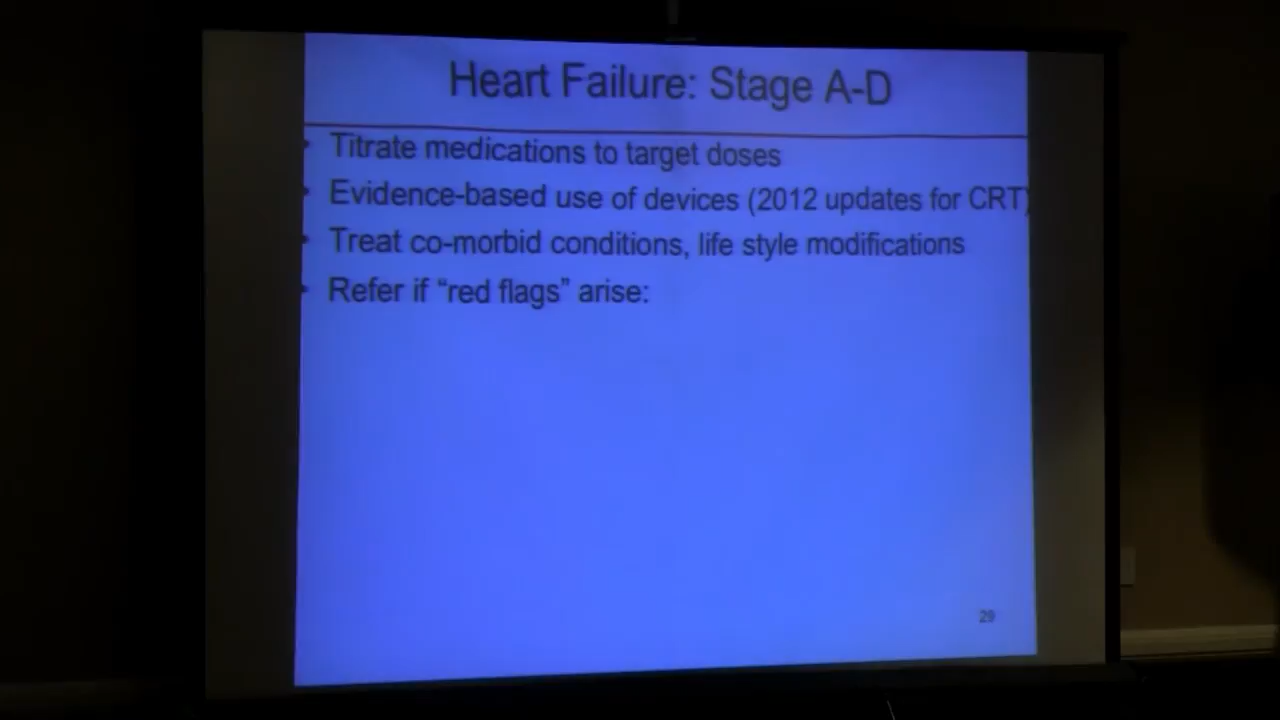 Heart Failure: Stage A-D
Titrate medications to target doses
Evidence-based use of devices (2012 updates for CRT)
Treat co-morbid conditions, life style modifications
Refer if “red flags” arise:
29